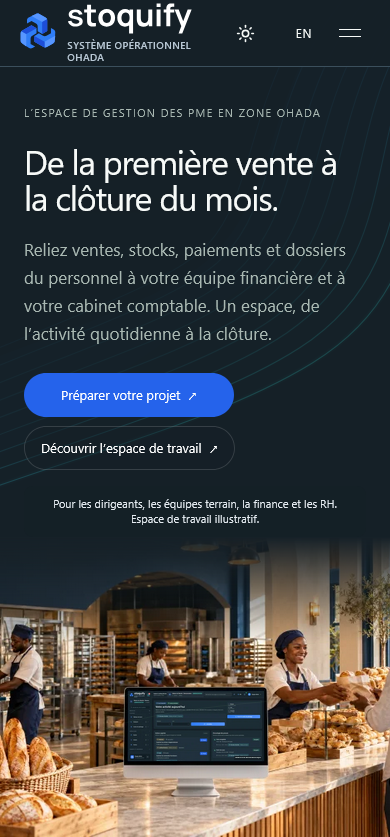 stoquify
SYSTÈME OPÉRATIONNEL
OHADA
EN
L'ESPACE DE GESTION DES PME EN ZONE OHADA
De la première vente à
la clôture du mois.
Reliez ventes, stocks, paiements et dossiers
du personnel à votre équipe financière et à
votre cabinet comptable. Un espace, de
l'activité quotidienne à la clôture.
Préparer votre projet ↗
Découvrir l'espace de travail ↗
Pour les dirigeants, les équipes terrain, la finance et les RH.
Espace de travail illustratif.